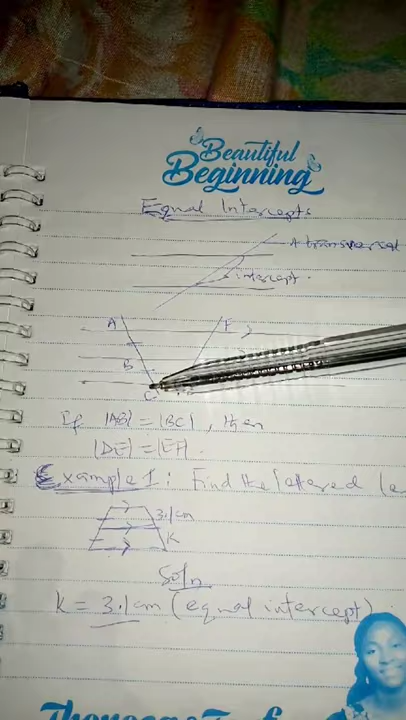 Beautiful
Beginning
Equal Intercepts
A transversal
intercept.
A F
B
C
If |AB| = |BC|, then
|DE| = |EF|.
Example 1: Find the lettered
3.1cm
K
Soln
K = 3.1cm (equal intercept)